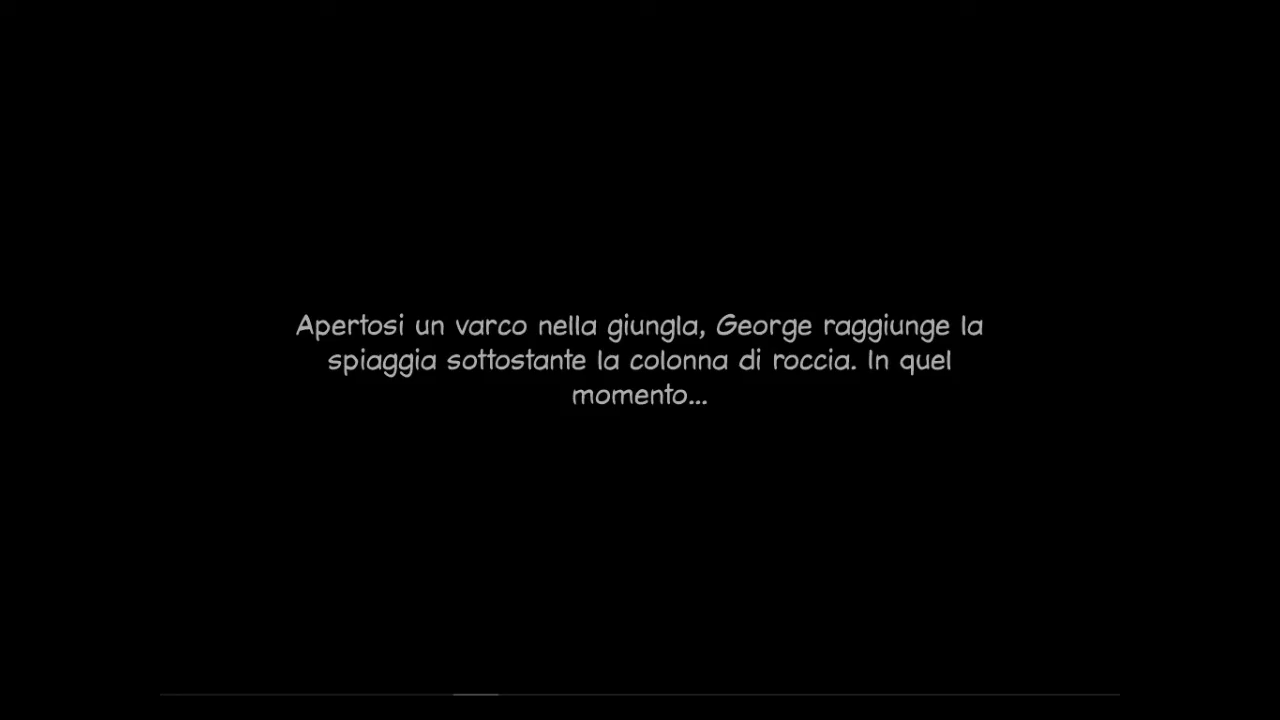 Apertosi un varco nella giungla, George raggiunge la
spiaggia sottostante la colonna di roccia. In quel
momento...